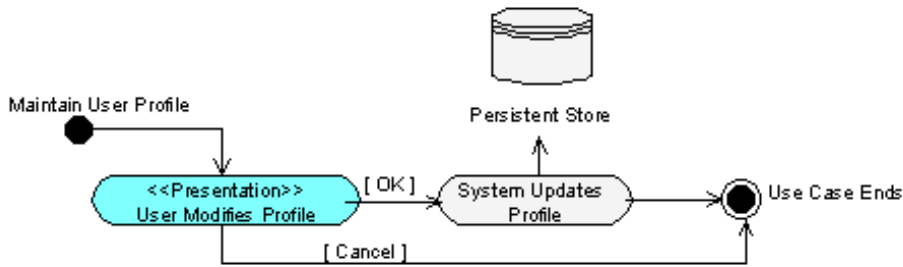 Maintain User Profile
Persistent Store
<<Presentation>>
User Modifies Profile
[ OK ]
System Updates
Profile
Use Case Ends
[ Cancel ]